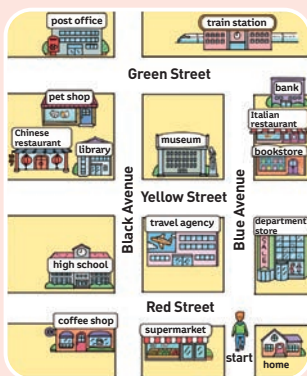 post office
train station
Green Street
pet shop
bank
Chinese
restaurant
library
museum
Italian
restaurant
bookstore
Black Avenue
Yellow Street
Blue Avenue
high school
travel agency
department
store
Red Street
coffee shop
supermarket
start
home